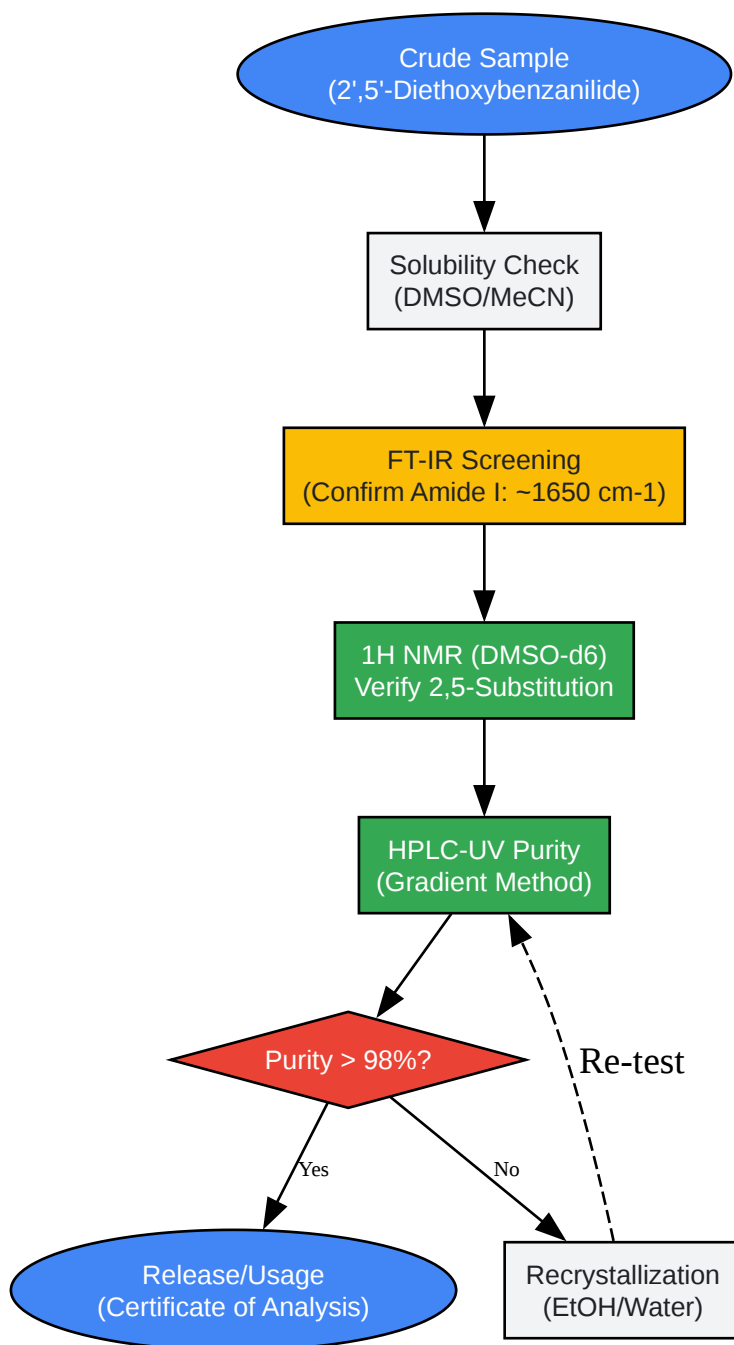 Crude Sample
(2',5'-Diethoxybenzanilide)
Solubility Check
(DMSO/MeCN)
FT-IR Screening
(Confirm Amide I: ~1650 cm-1)
1H NMR (DMSO-d6)
Verify 2,5-Substitution
HPLC-UV Purity
(Gradient Method)
Purity > 98%?
Re-test
Yes
No
Release/Usage
(Certificate of Analysis)
Recrystallization
(EtOH/Water)